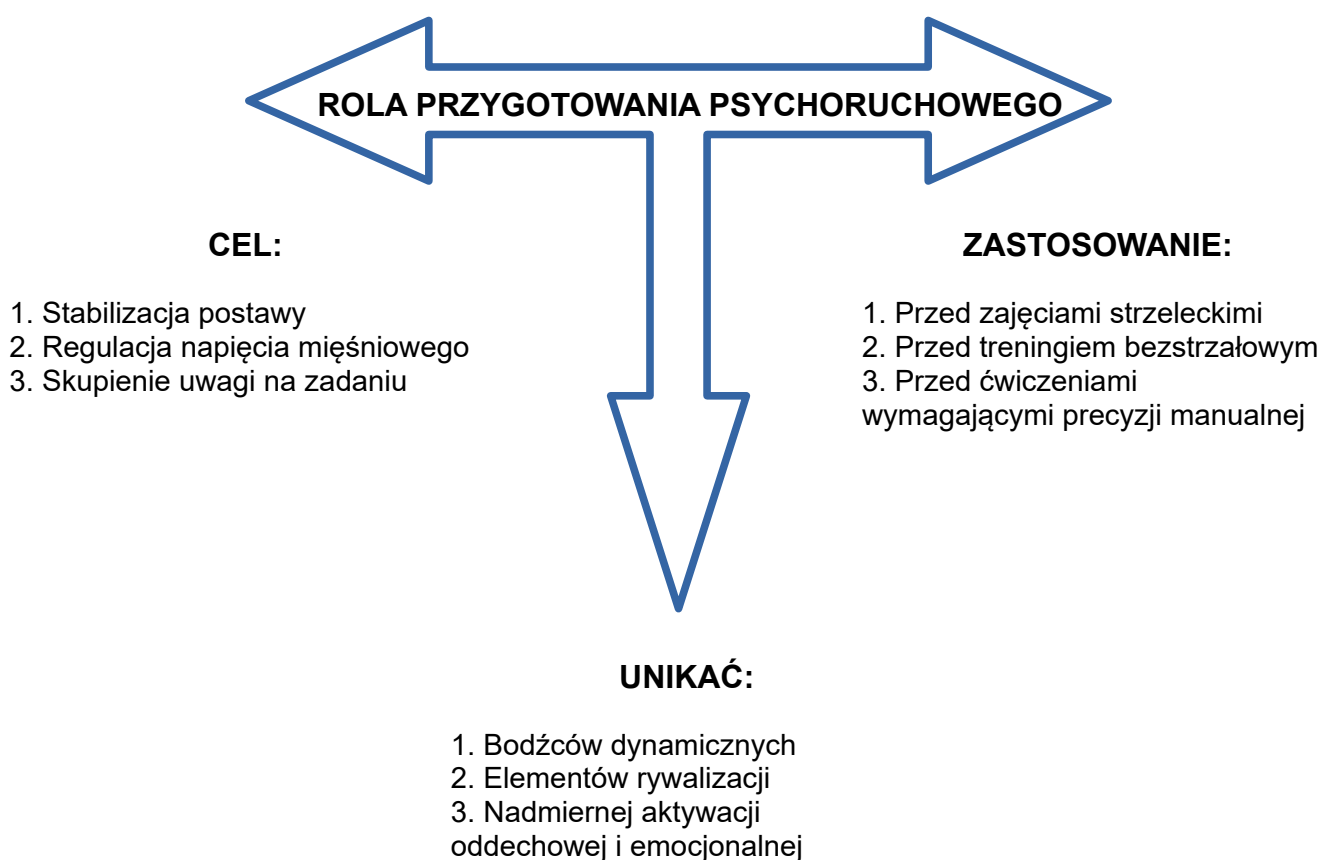 ROLA PRZYGOTOWANIA PSYCHORUCHOWEGO
CEL:
1. Stabilizacja postawy
2. Regulacja napięcia mięśniowego
3. Skupienie uwagi na zadaniu
ZASTOSOWANIE:
1. Przed zajęciami strzeleckimi
2. Przed treningiem bezstrzałowym
3. Przed ćwiczeniami
wymagającymi precyzji manualnej
UNIKAĆ:
1. Bodźców dynamicznych
2. Elementów rywalizacji
3. Nadmiernej aktywacji
oddechowej i emocjonalnej